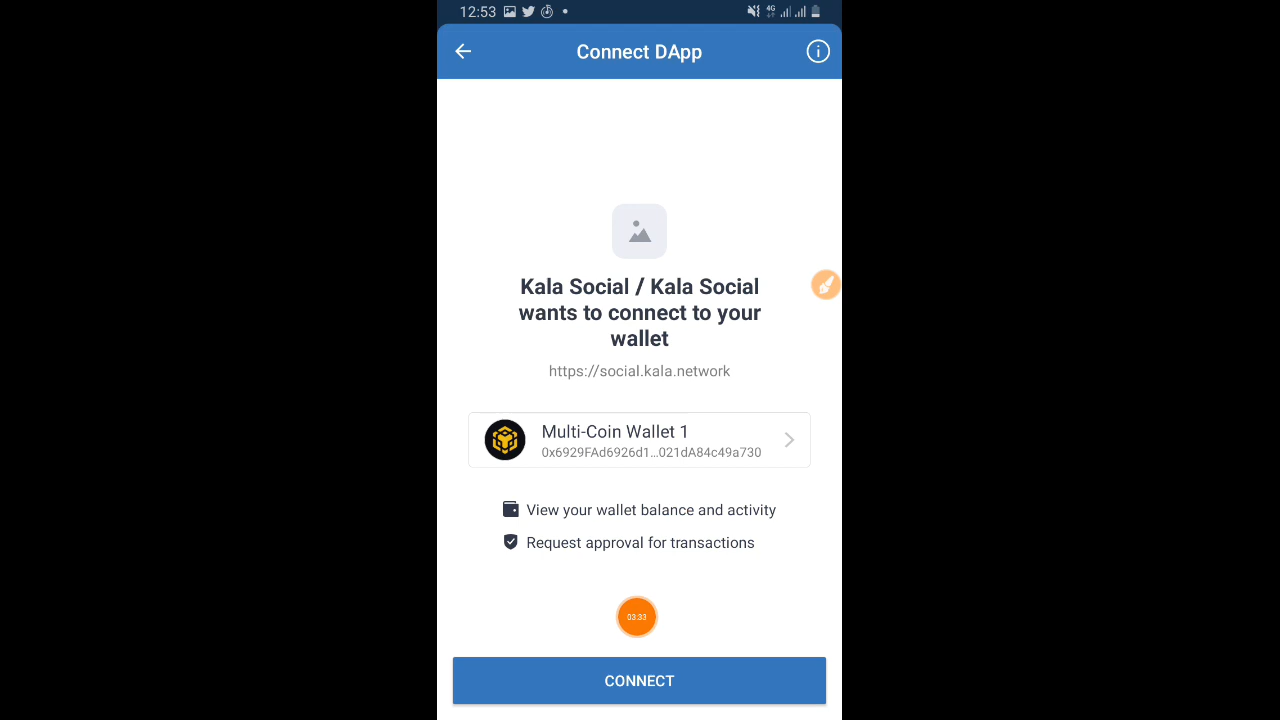 12:53
4G
Connect DApp
Kala Social / Kala Social
wants to connect to your
wallet
https://social.kala.network
Multi-Coin Wallet 1
0x6929FAd6926d1...021dA84c49a730
View your wallet balance and activity
Request approval for transactions
03:33
CONNECT